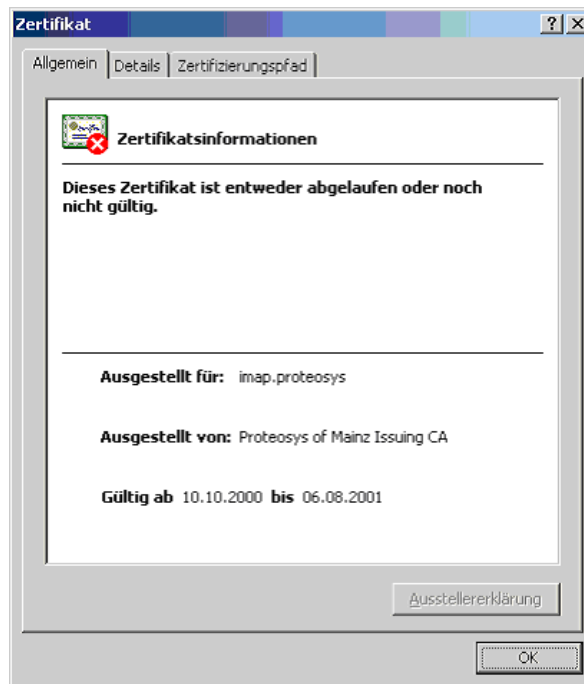 Zertifikat
Allgemein Details Zertifizierungspfad
Zertifikatsinformationen
Dieses Zertifikat ist entweder abgelaufen oder noch
nicht gültig.
Ausgestellt für: imap.proteosys
Ausgestellt von: Proteosys of Mainz Issuing CA
Gültig ab 10.10.2000 bis 06.08.2001
Ausstellererklärung
OK